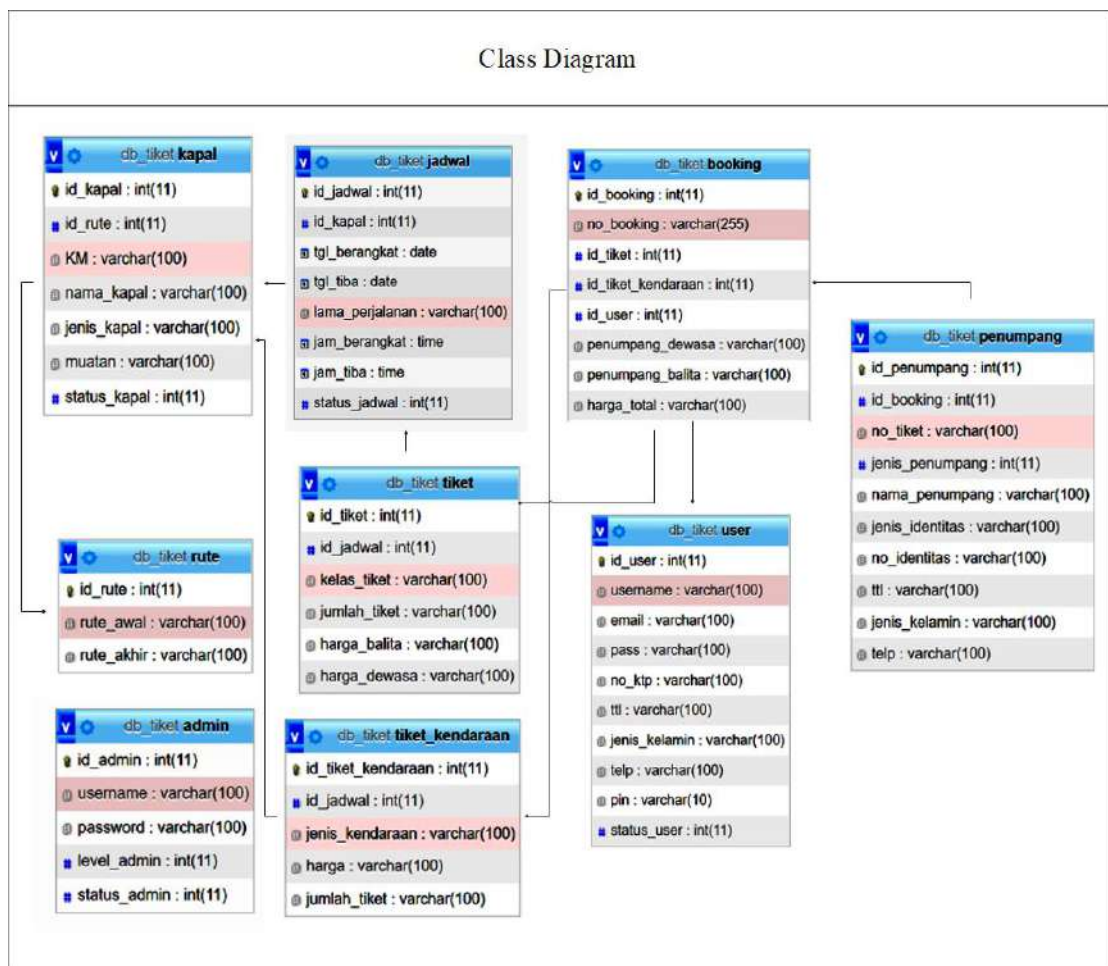 Class Diagram
db_tiket kapal
id_kapal : int(11)
id_rute : int(11)
KM : varchar(100)
nama_kapal : varchar(100)
jenis_kapal : varchar(100)
muatan : varchar(100)
status_kapal : int(11)
db_tiket jadwal
id_jadwal : int(11)
id_kapal : int(11)
tgl_berangkat : date
tgl_tiba : date
lama_perjalanan : varchar(100)
jam_berangkat : time
jam_tiba : time
status_jadwal : int(11)
db_tiket booking
id_booking : int(11)
no_booking : varchar(255)
id_tiket : int(11)
id_tiket_kendaraan : int(11)
id_user : int(11)
penumpang_dewasa : varchar(100)
penumpang_balita : varchar(100)
harga_total : varchar(100)
db_tiket penumpang
id_penumpang : int(11)
id_booking : int(11)
no_tiket : varchar(100)
jenis_penumpang : int(11)
nama_penumpang : varchar(100)
jenis_identitas : varchar(100)
no_identitas : varchar(100)
ttl : varchar(100)
jenis_kelamin : varchar(100)
telp : varchar(100)
db_tiket rute
id_rute : int(11)
rute_awal : varchar(100)
rute_akhir : varchar(100)
db_tiket tiket
id_tiket : int(11)
id_jadwal : int(11)
kelas_tiket : varchar(100)
jumlah_tiket : varchar(100)
harga_balita : varchar(100)
harga_dewasa : varchar(100)
db_tiket user
id_user : int(11)
username : varchar(100)
email : varchar(100)
pass : varchar(100)
no_ktp : varchar(100)
ttl : varchar(100)
jenis_kelamin : varchar(100)
telp : varchar(100)
pin : varchar(10)
status_user : int(11)
db_tiket admin
id_admin : int(11)
username : varchar(100)
password : varchar(100)
level_admin : int(11)
status_admin : int(11)
db_tiket tiket_kendaraan
id_tiket_kendaraan : int(11)
id_jadwal : int(11)
jenis_kendaraan : varchar(100)
harga : varchar(100)
jumlah_tiket : varchar(100)